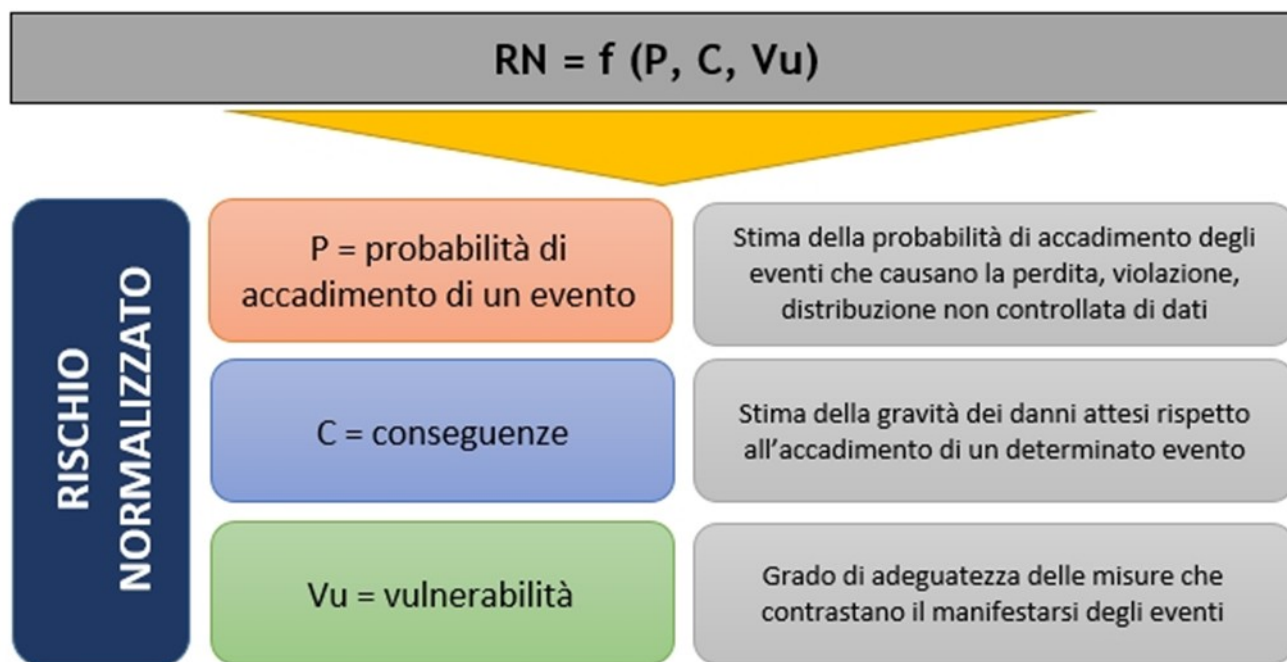 RN = f (P, C, Vu)
RISCHIO
NORMALIZZATO
P = probabilità di
accadimento di un evento
Stima della probabilità di accadimento degli
eventi che causano la perdita, violazione,
distribuzione non controllata di dati
C = conseguenze
Stima della gravità dei danni attesi rispetto
all’accadimento di un determinato evento
Vu = vulnerabilità
Grado di adeguatezza delle misure che
contrastano il manifestarsi degli eventi